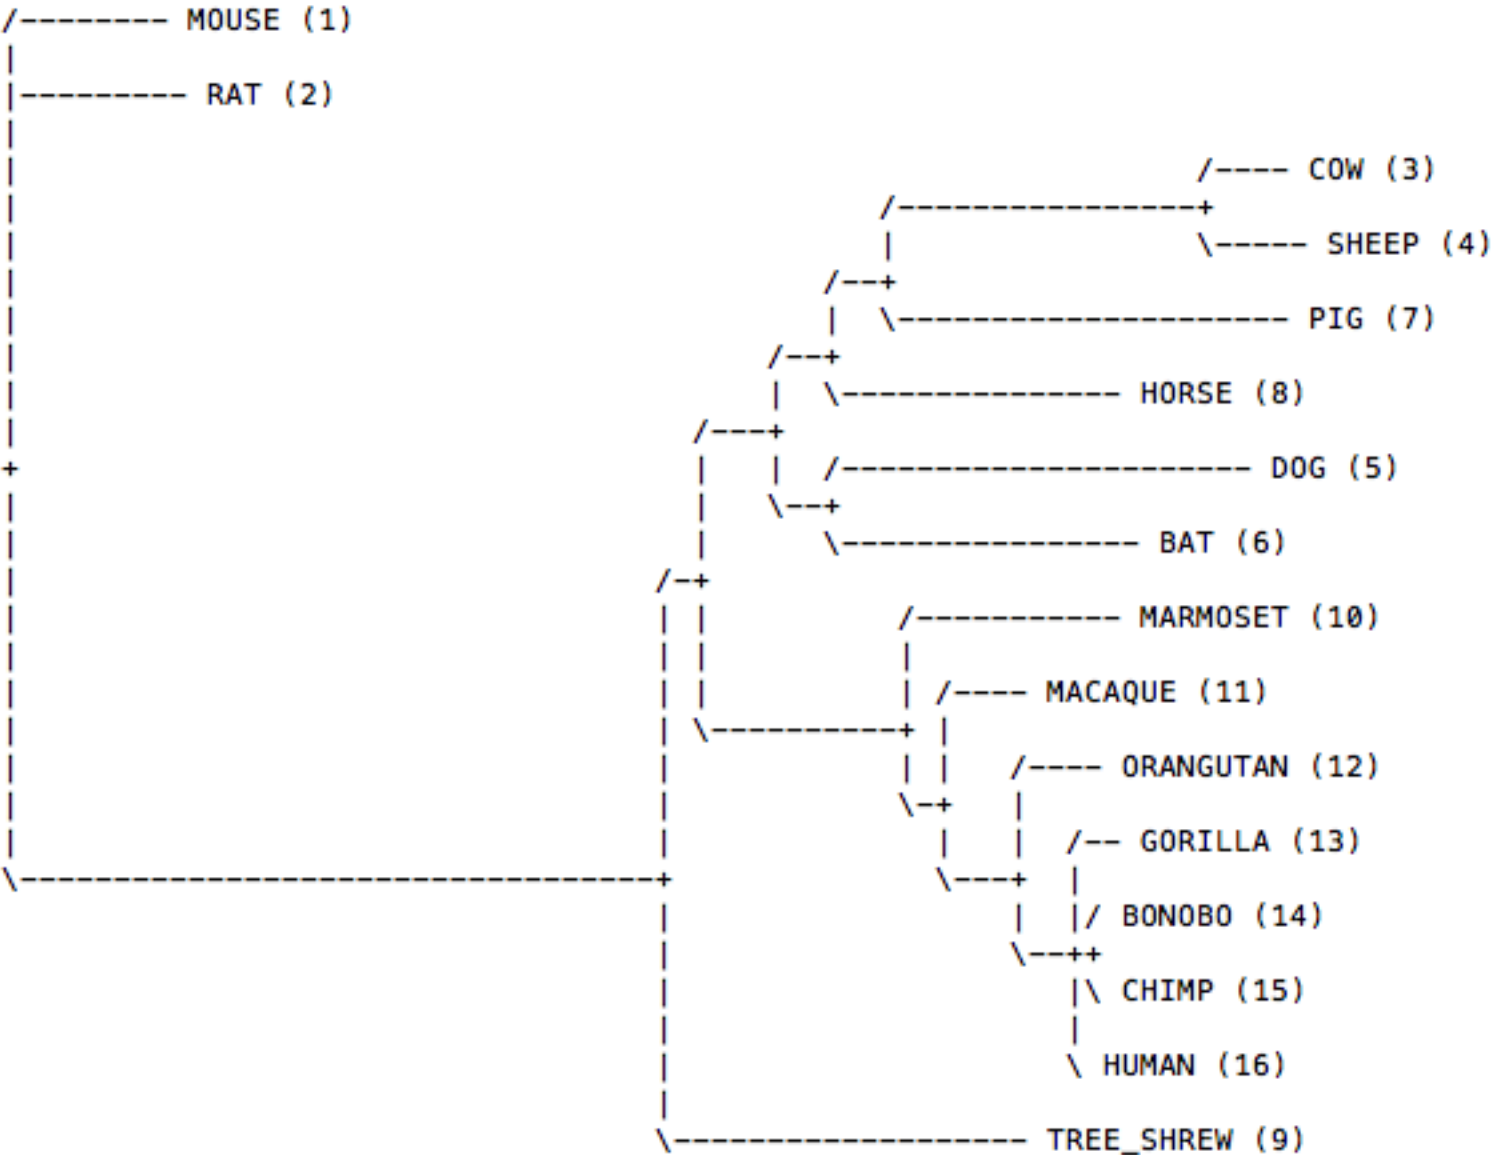 /-------- MOUSE (1)
|
|--------- RAT (2)
|
|                                                               /---- COW (3)
|                                              /----------------+
|                                              |                \----- SHEEP (4)
|                                           /--+
|                                           |  \--------------------- PIG (7)
|                                        /--+
|                                        |  \--------------- HORSE (8)
|                                    /---+
+                                    |   |  /---------------------- DOG (5)
|                                    |   \--+
|                                    |      \---------------- BAT (6)
|                                  /-+
|                                  | |          /----------- MARMOSET (10)
|                                  | |          |
|                                  | |          | /---- MACAQUE (11)
|                                  | \----------+ |
|                                  |            | |   /---- ORANGUTAN (12)
|                                  |            \-+   |
|                                  |              |   |  /-- GORILLA (13)
\----------------------------------+              \---+  |
                                   |                  |  |/ BONOBO (14)
                                   |                  \--++
                                   |                     |\ CHIMP (15)
                                   |                     |
                                   |                     \ HUMAN (16)
                                   |
                                   \------------------- TREE_SHREW (9)